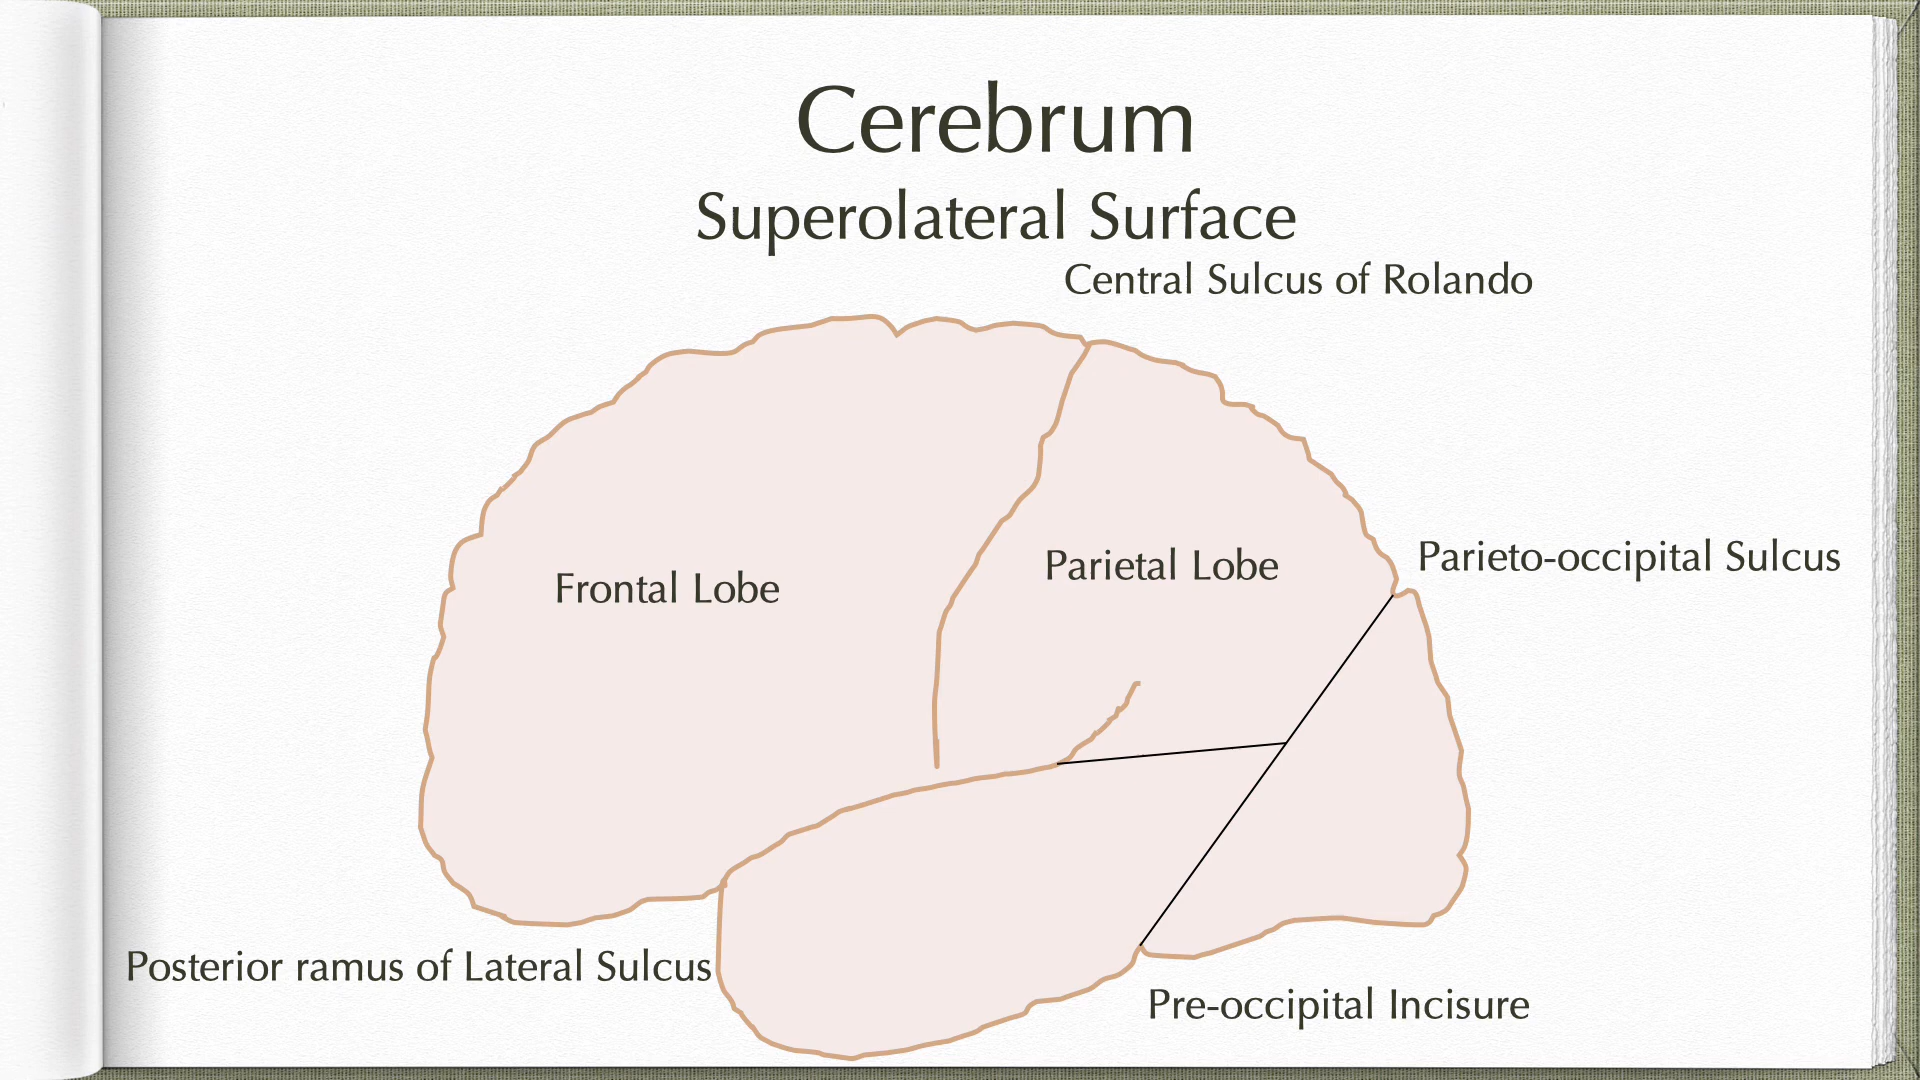 Cerebrum
Superolateral Surface
Central Sulcus of Rolando
Parieto-occipital Sulcus
Parietal Lobe
Frontal Lobe
Posterior ramus of Lateral Sulcus
Pre-occipital Incisure